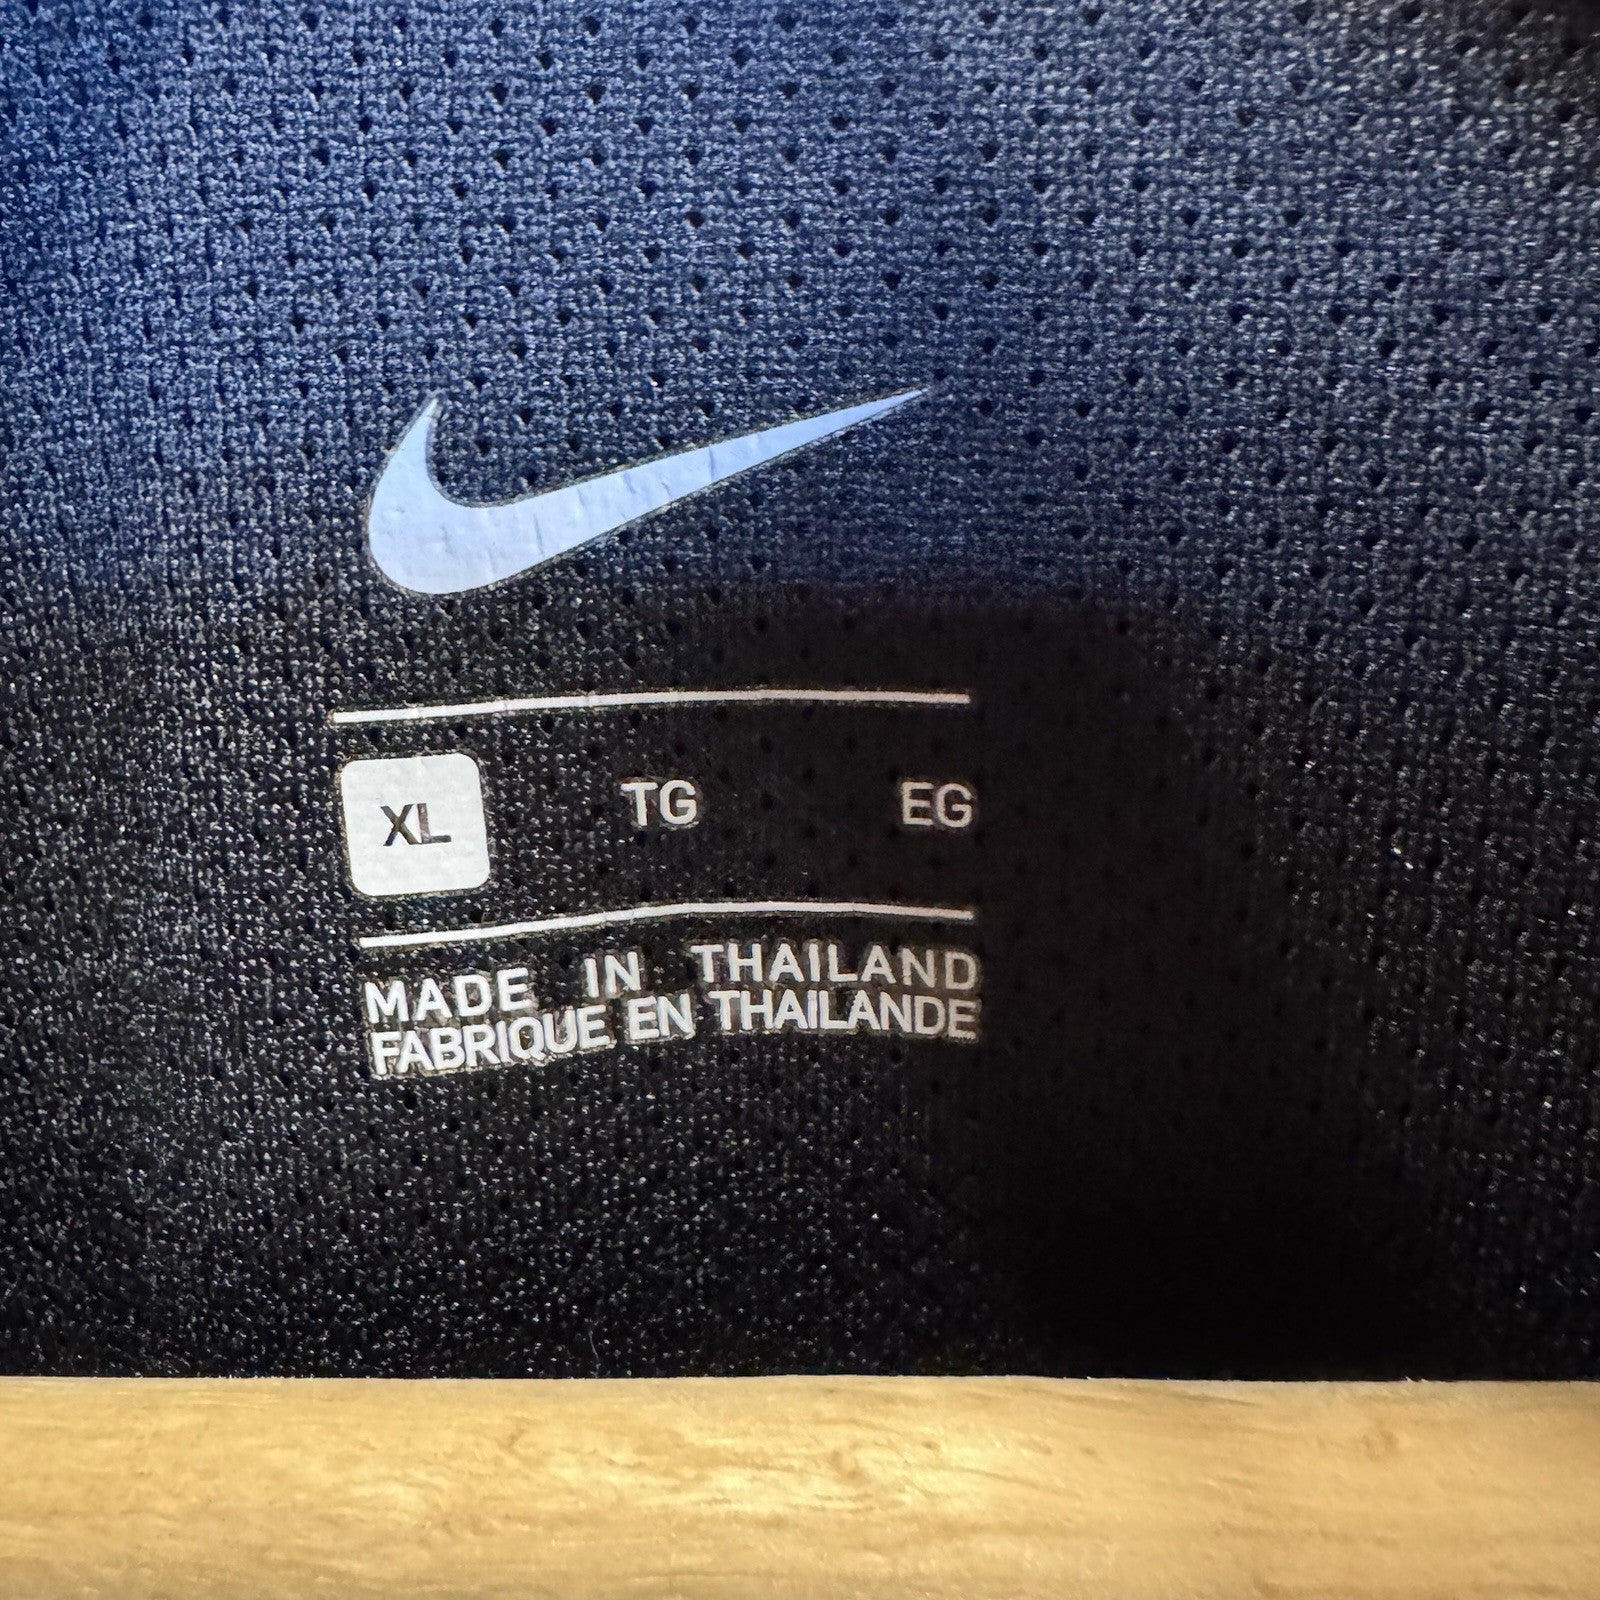 XL TG EG
MADE IN THAILAND
FABRIQUE EN THAILANDE